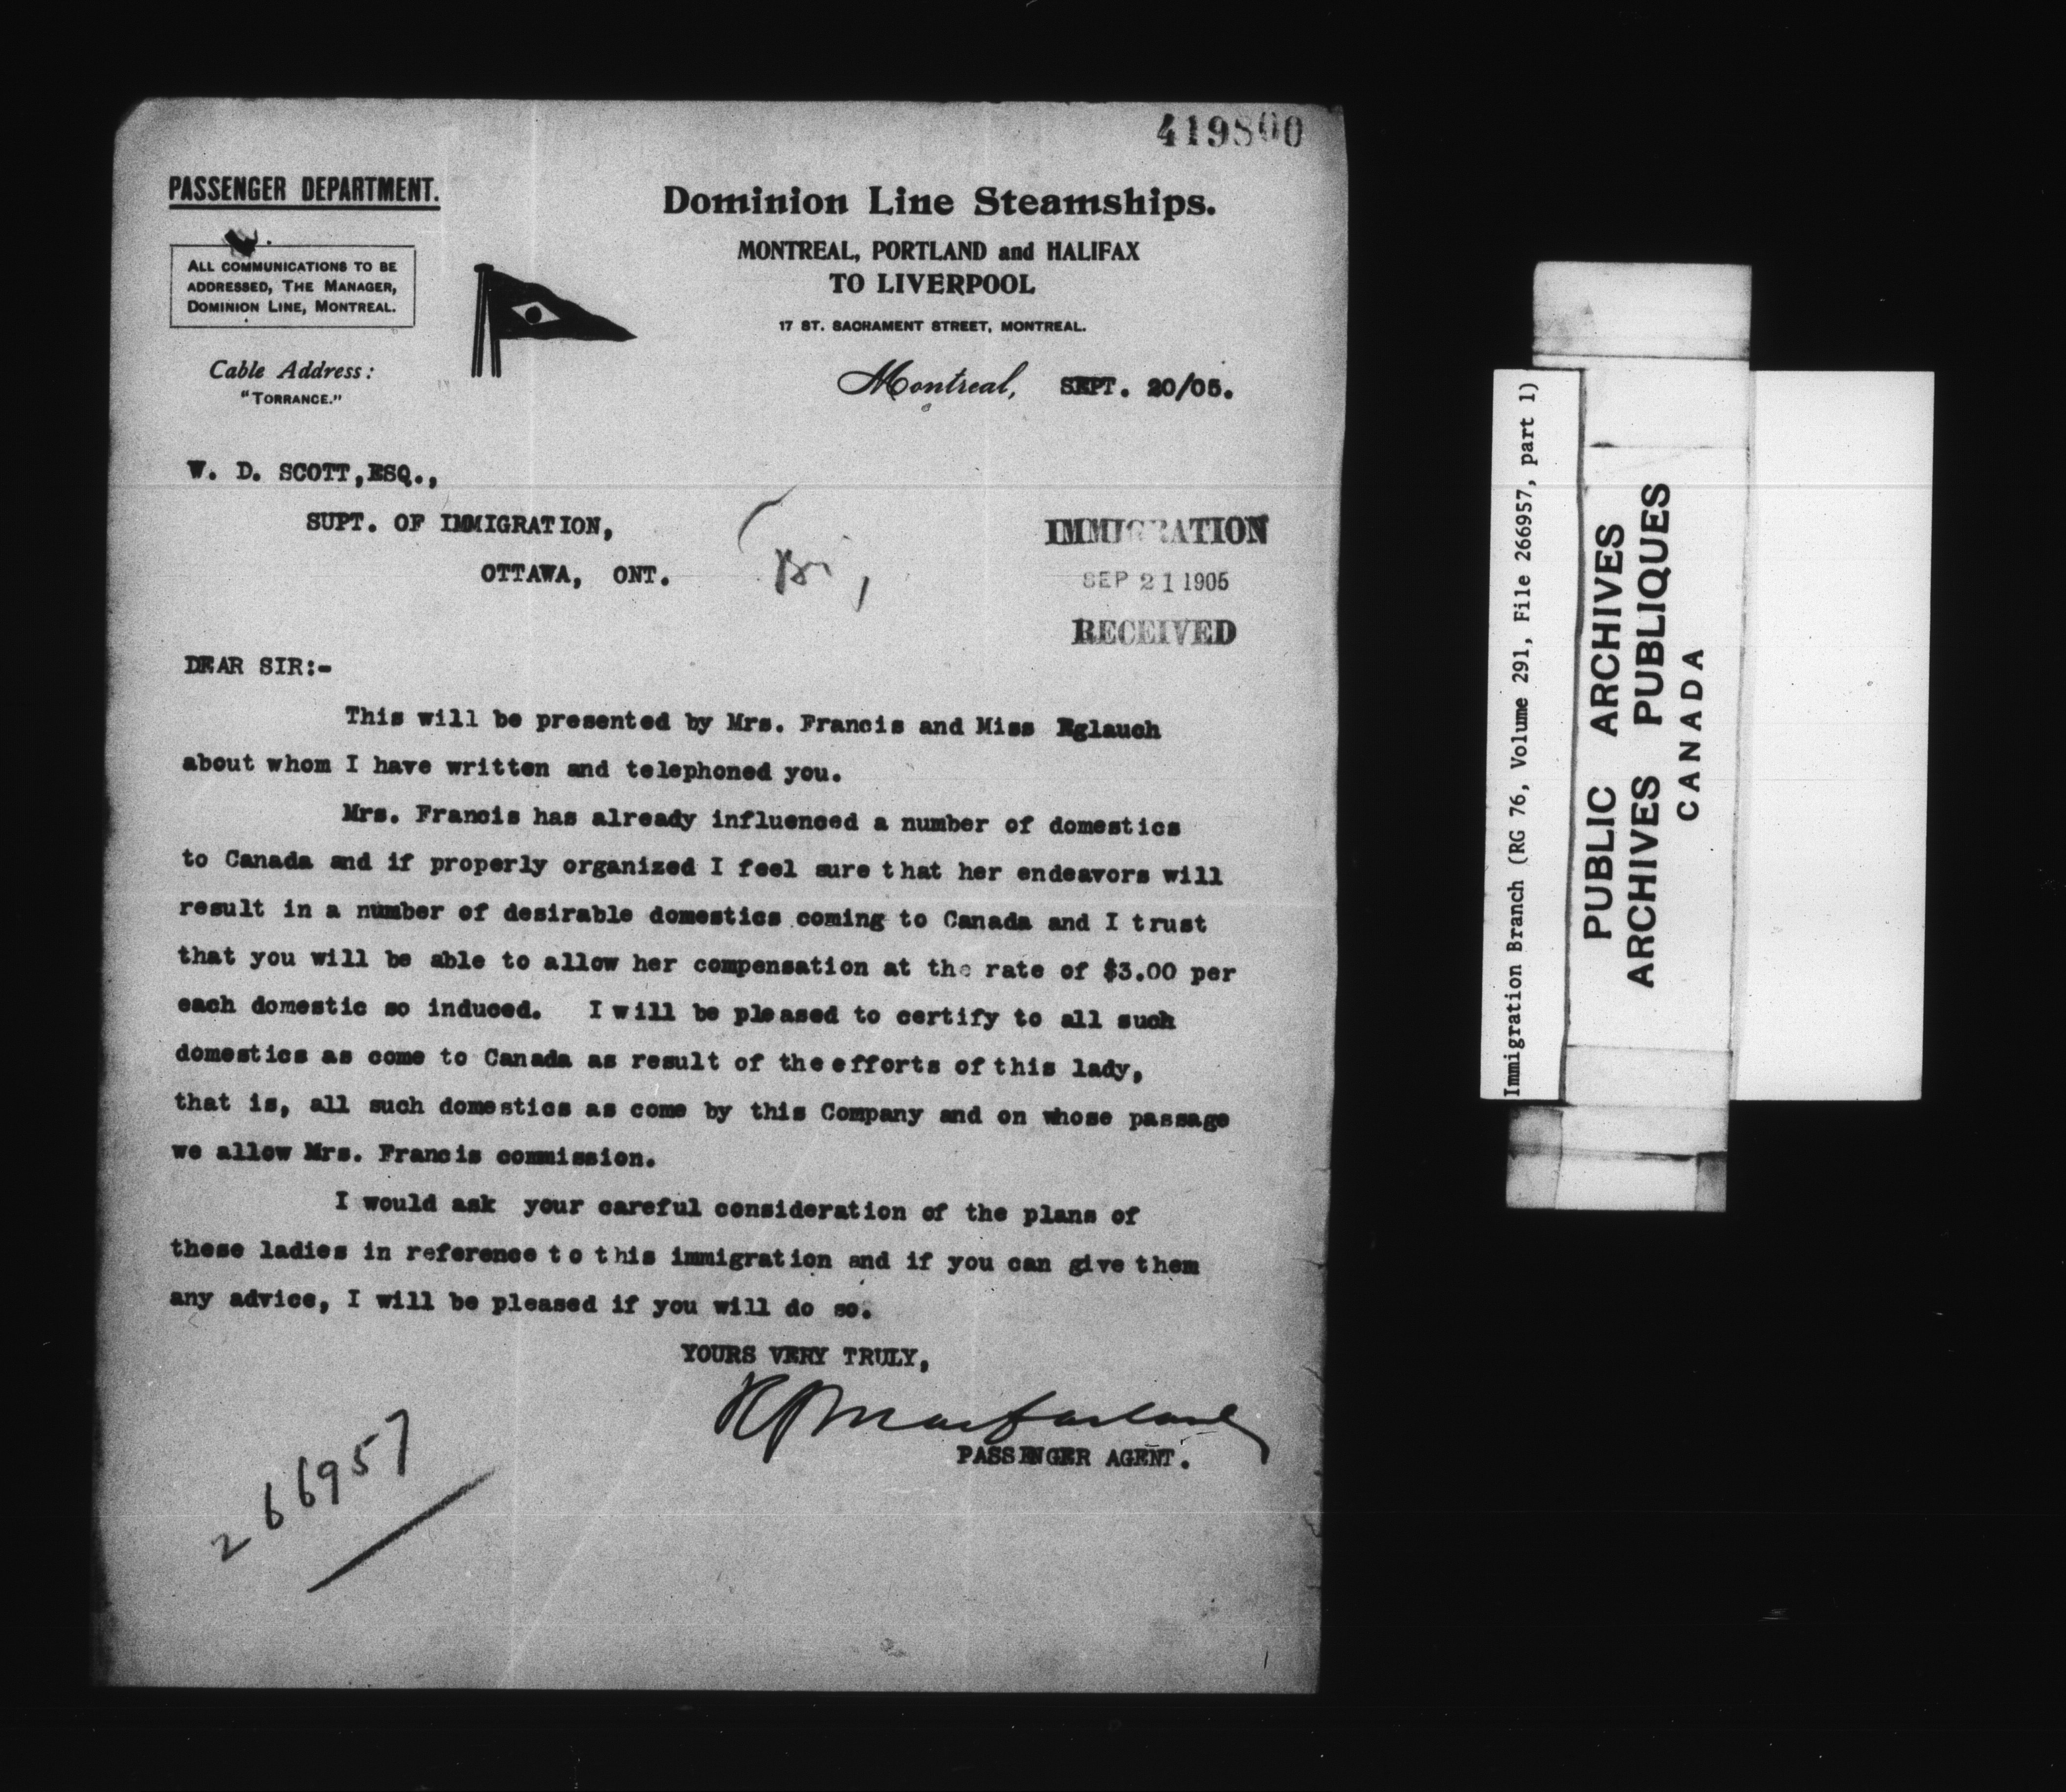 419800
PASSENGER DEPARTMENT.
ALL COMMUNICATIONS TO BE
ADDRESSED, THE MANAGER,
DOMINION LINE, MONTREAL.
Cable Address:
"TORRANCE."
Dominion Line Steamships.
MONTREAL, PORTLAND and HALIFAX
TO LIVERPOOL
17 ST. SACRAMENT STREET, MONTREAL.
Montreal, SEPT. 20/05.
W. D. SCOTT,ESQ.,
SUPT. OF IMMIGRATION,
OTTAWA, ONT.
IMMIGRATION
SEP 21 1905
RECEIVED
DEAR SIR:-
This will be presented by Mrs. Francis and Miss Eglauch
about whom I have written and telephoned you.
Mrs. Francis has already influenced a number of domestics
to Canada and if properly organized I feel sure that her endeavors will
result in a number of desirable domestics coming to Canada and I trust
that you will be able to allow her compensation at the rate of $3.00 per
each domestic so induced. I will be pleased to certify to all such
domestics as come to Canada as result of the efforts of this lady,
that is, all such domestics as come by this Company and on whose passage
we allow Mrs. Francis commission.
I would ask your careful consideration of the plans of
these ladies in reference to this immigration and if you can give them
any advice, I will be pleased if you will do so.
YOURS VERY TRULY,
Macfarlane
PASSENGER AGENT.
266957
Immigration Branch (RG 76, Volume 291, File 266957, part 1)
PUBLIC ARCHIVES
ARCHIVES PUBLIQUES
CANADA